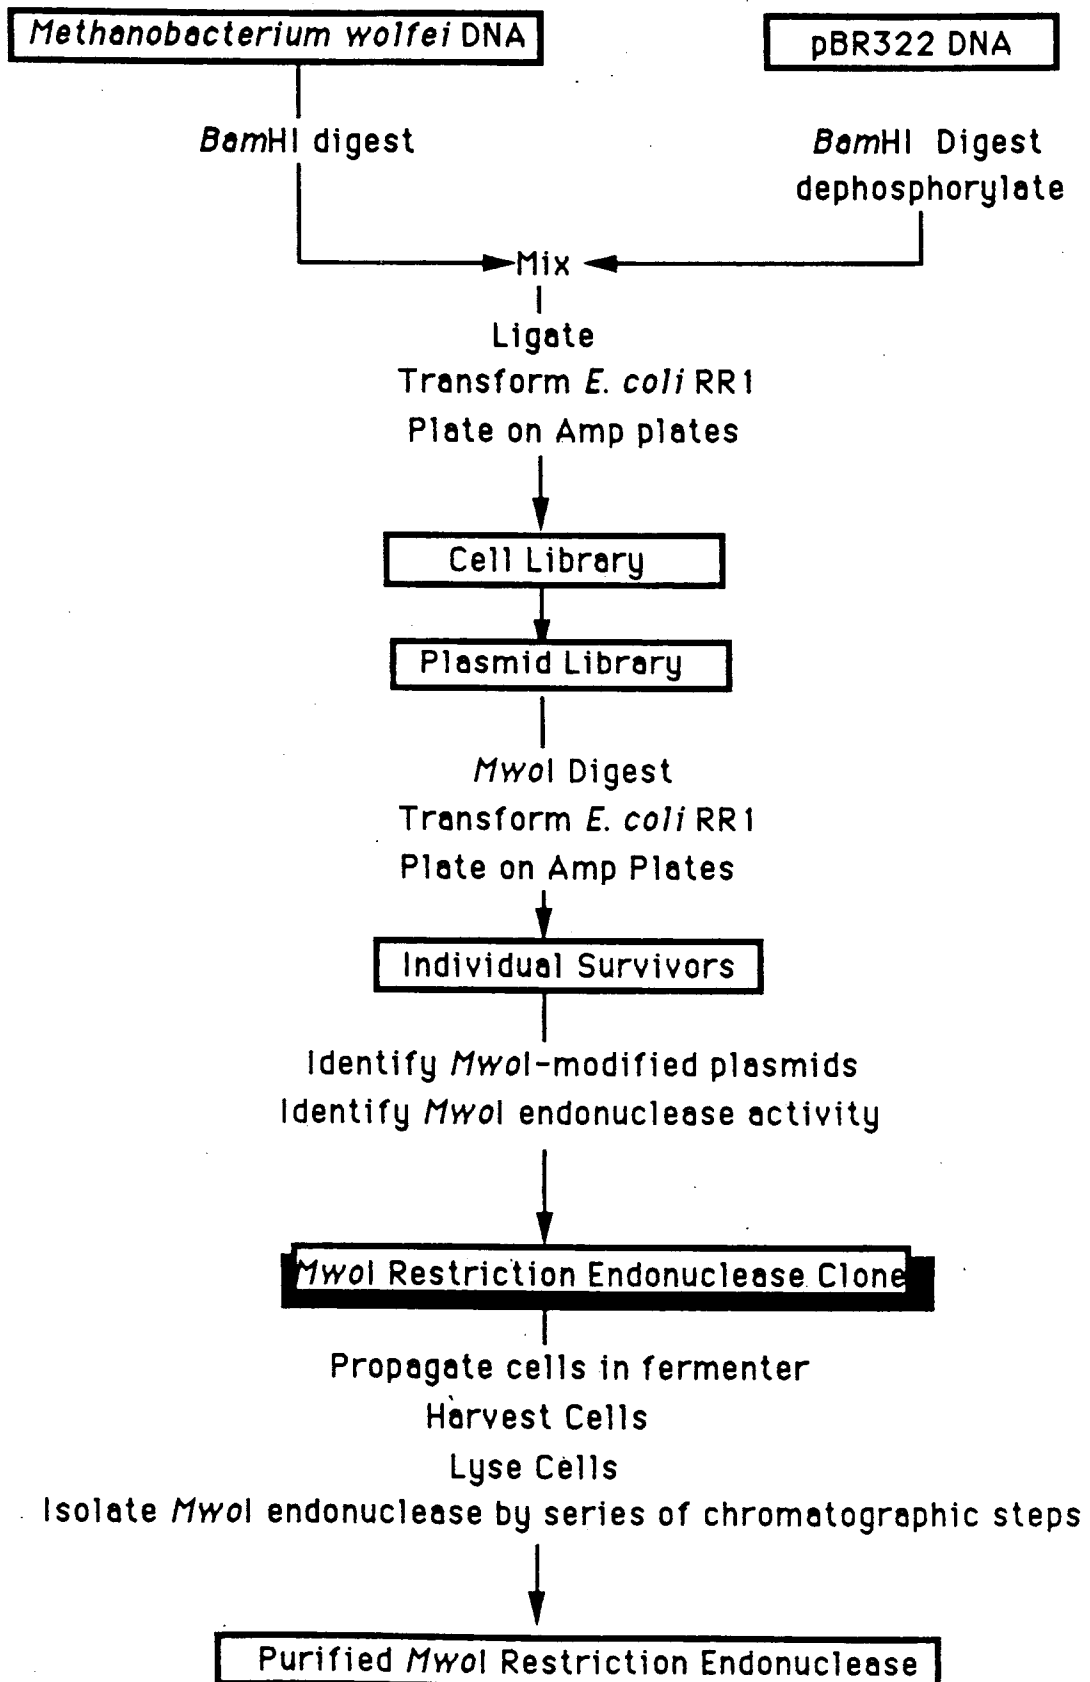 Methanobacterium wolfei DNA
pBR322 DNA
BamHI digest
BamHI Digest
dephosphorylate
Mix
Ligate
Transform E. coli RR1
Plate on Amp plates
Cell Library
Plasmid Library
MwoI Digest
Transform E. coli RR1
Plate on Amp Plates
Individual Survivors
Identify MwoI-modified plasmids
Identify MwoI endonuclease activity
MwoI Restriction Endonuclease Clone
Propagate cells in fermenter
Harvest Cells
Lyse Cells
Isolate MwoI endonuclease by series of chromatographic steps
Purified MwoI Restriction Endonuclease